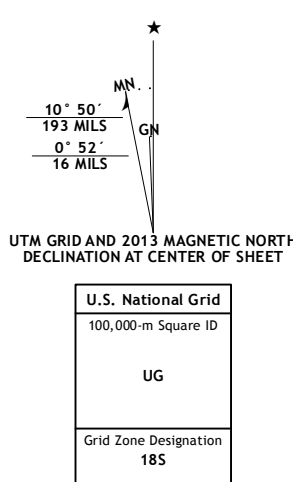 ★
MN
10° 50´
193 MILS
GN
0° 52´
16 MILS
UTM GRID AND 2013 MAGNETIC NORTH
DECLINATION AT CENTER OF SHEET
U.S. National Grid
100,000-m Square ID
UG
Grid Zone Designation
18S